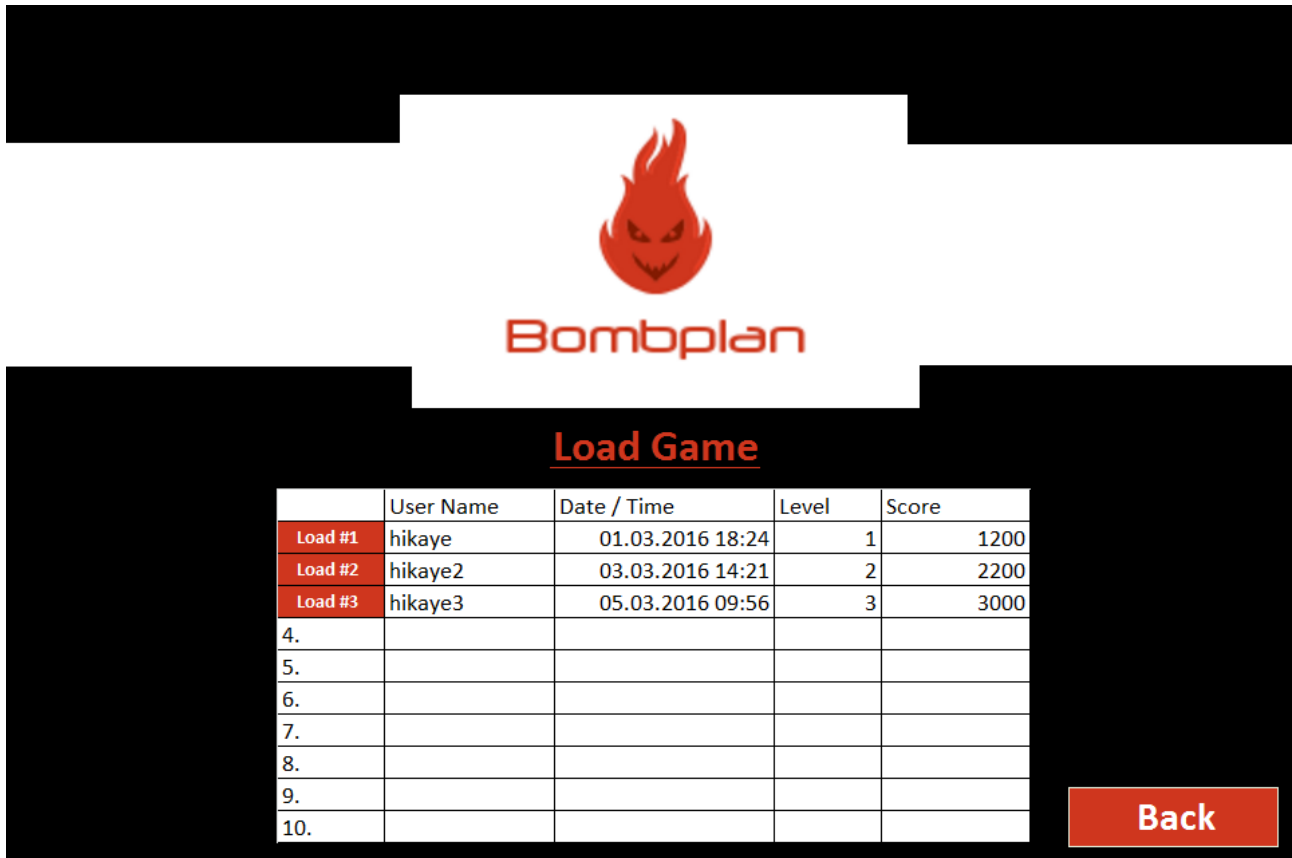 Bombplan
Load Game
User Name Date / Time Level Score
Load #1 hikaye 01.03.2016 18:24 1 1200
Load #2 hikaye2 03.03.2016 14:21 2 2200
Load #3 hikaye3 05.03.2016 09:56 3 3000
4.
5.
6.
7.
8.
9.
10.
Back